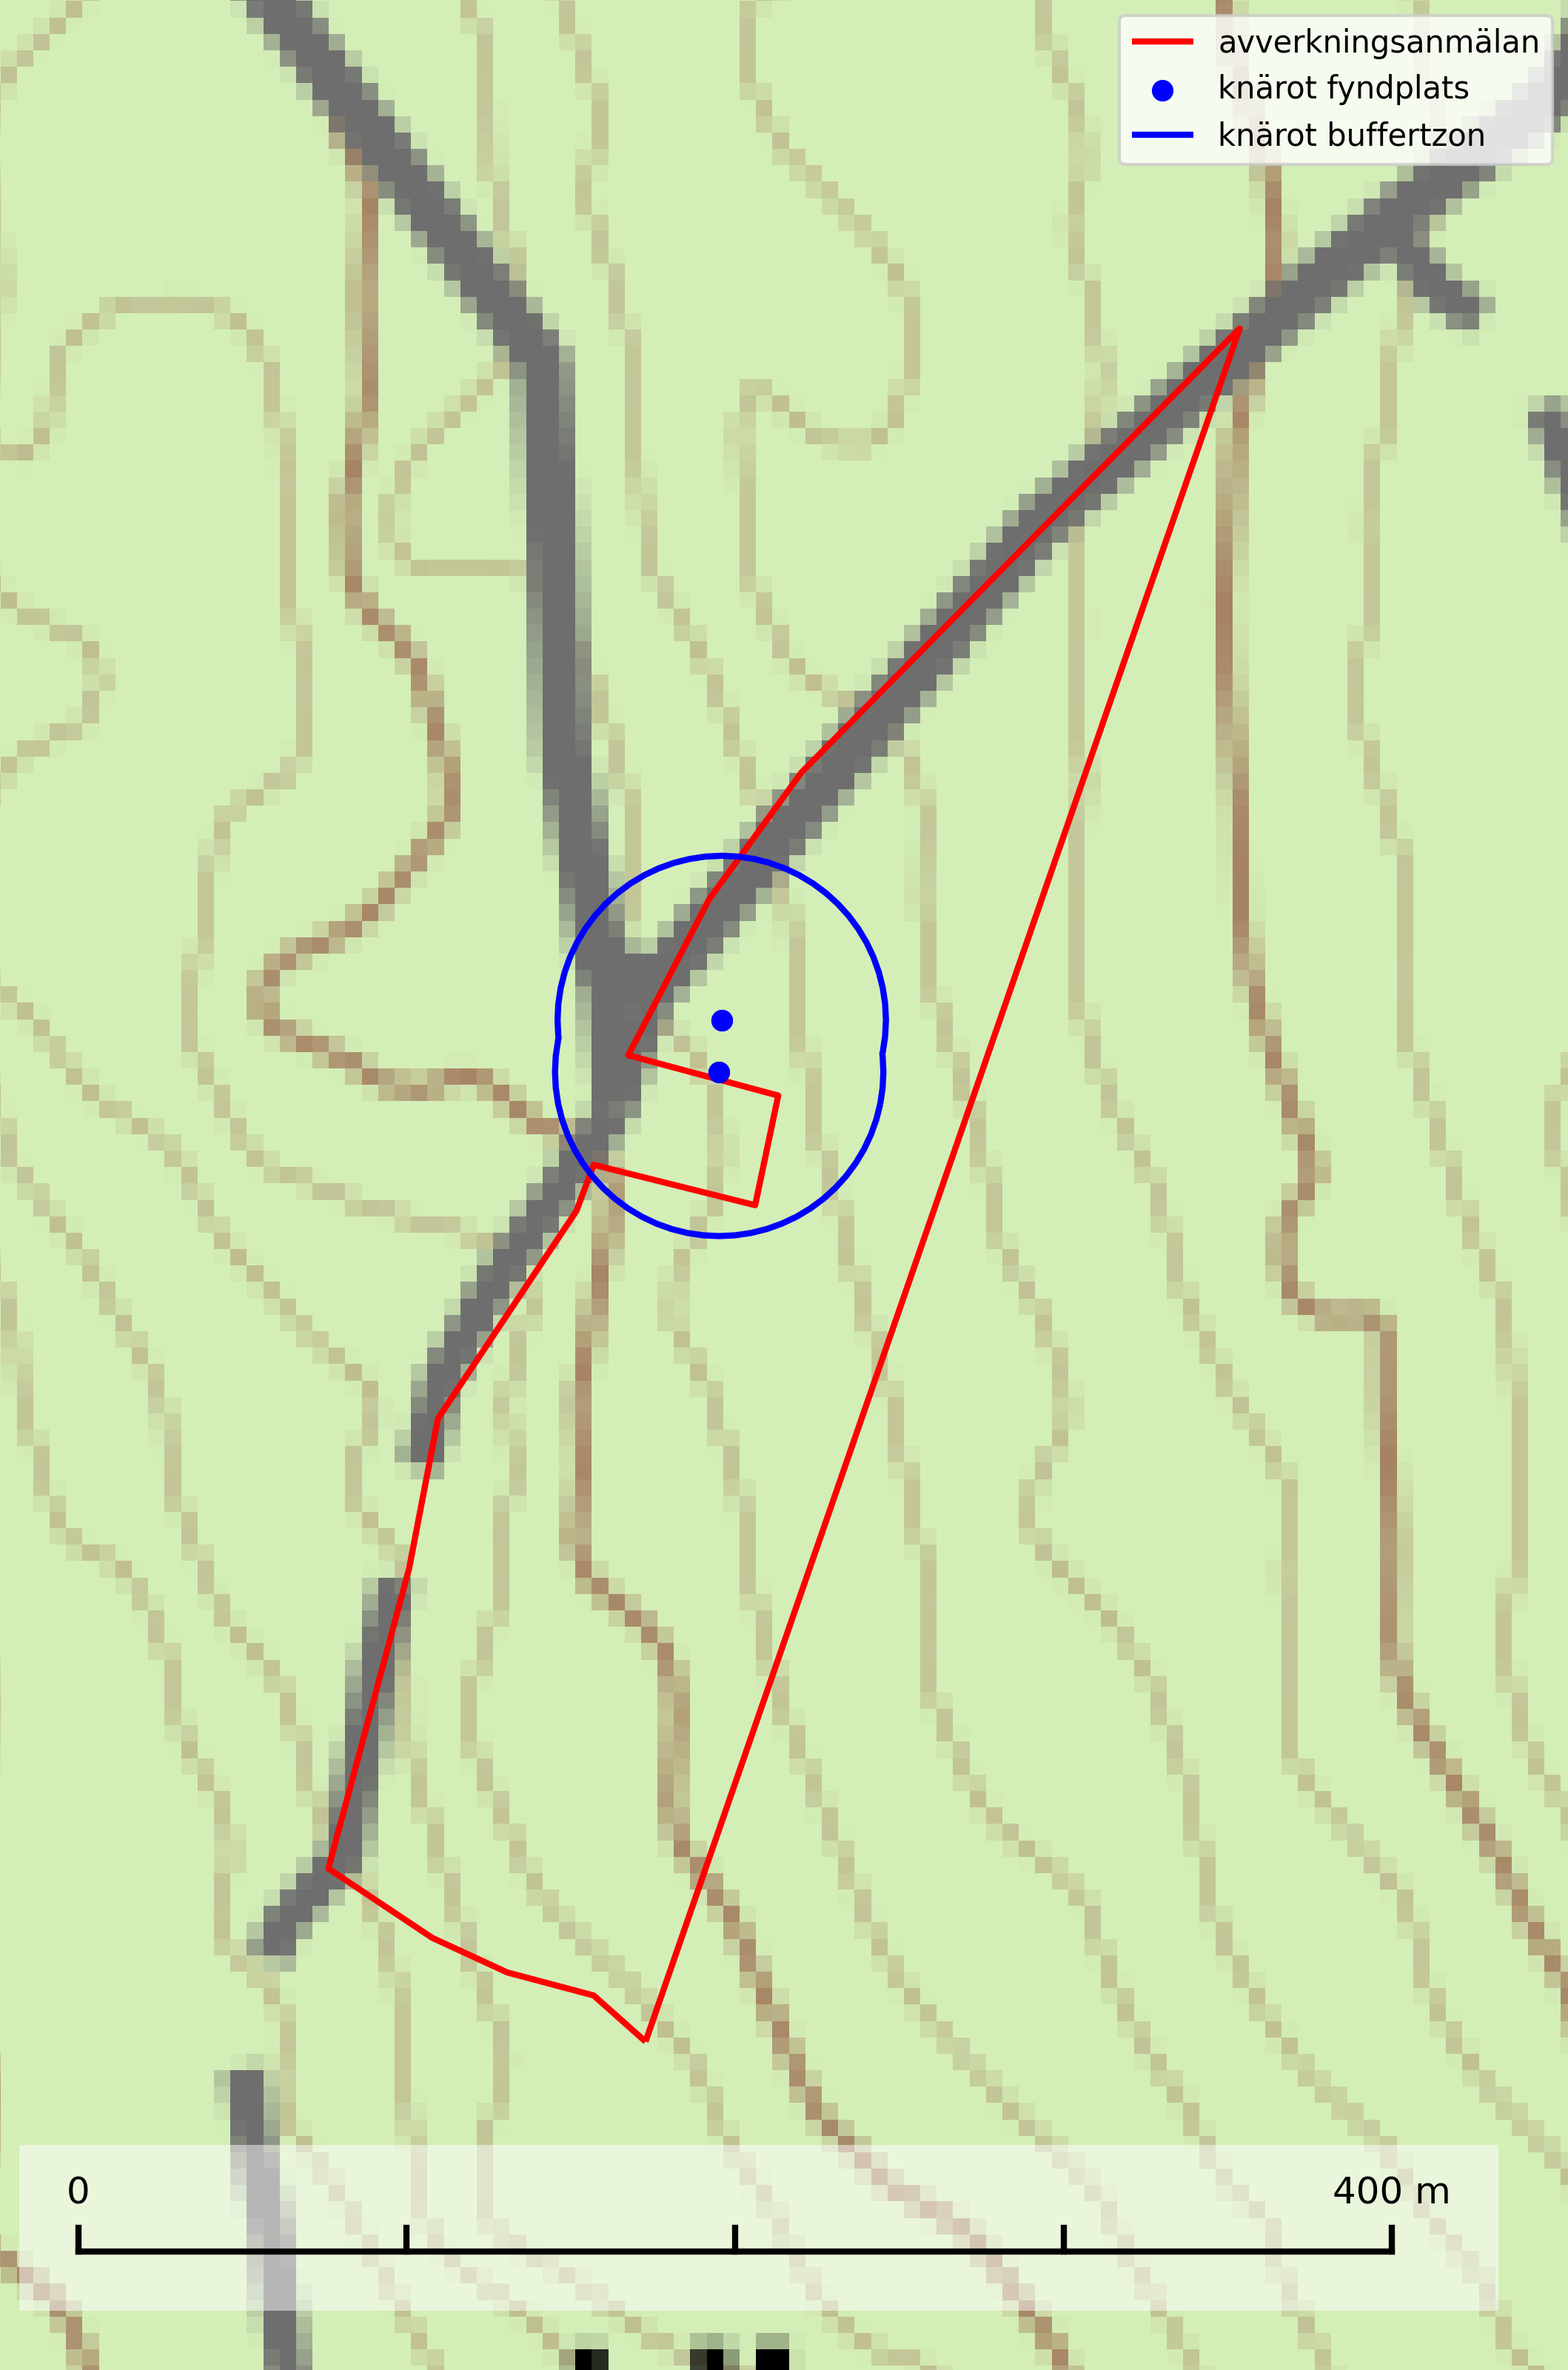 avverkningsanmälan
knärot fyndplats
knärot buffertzon
0
400 m